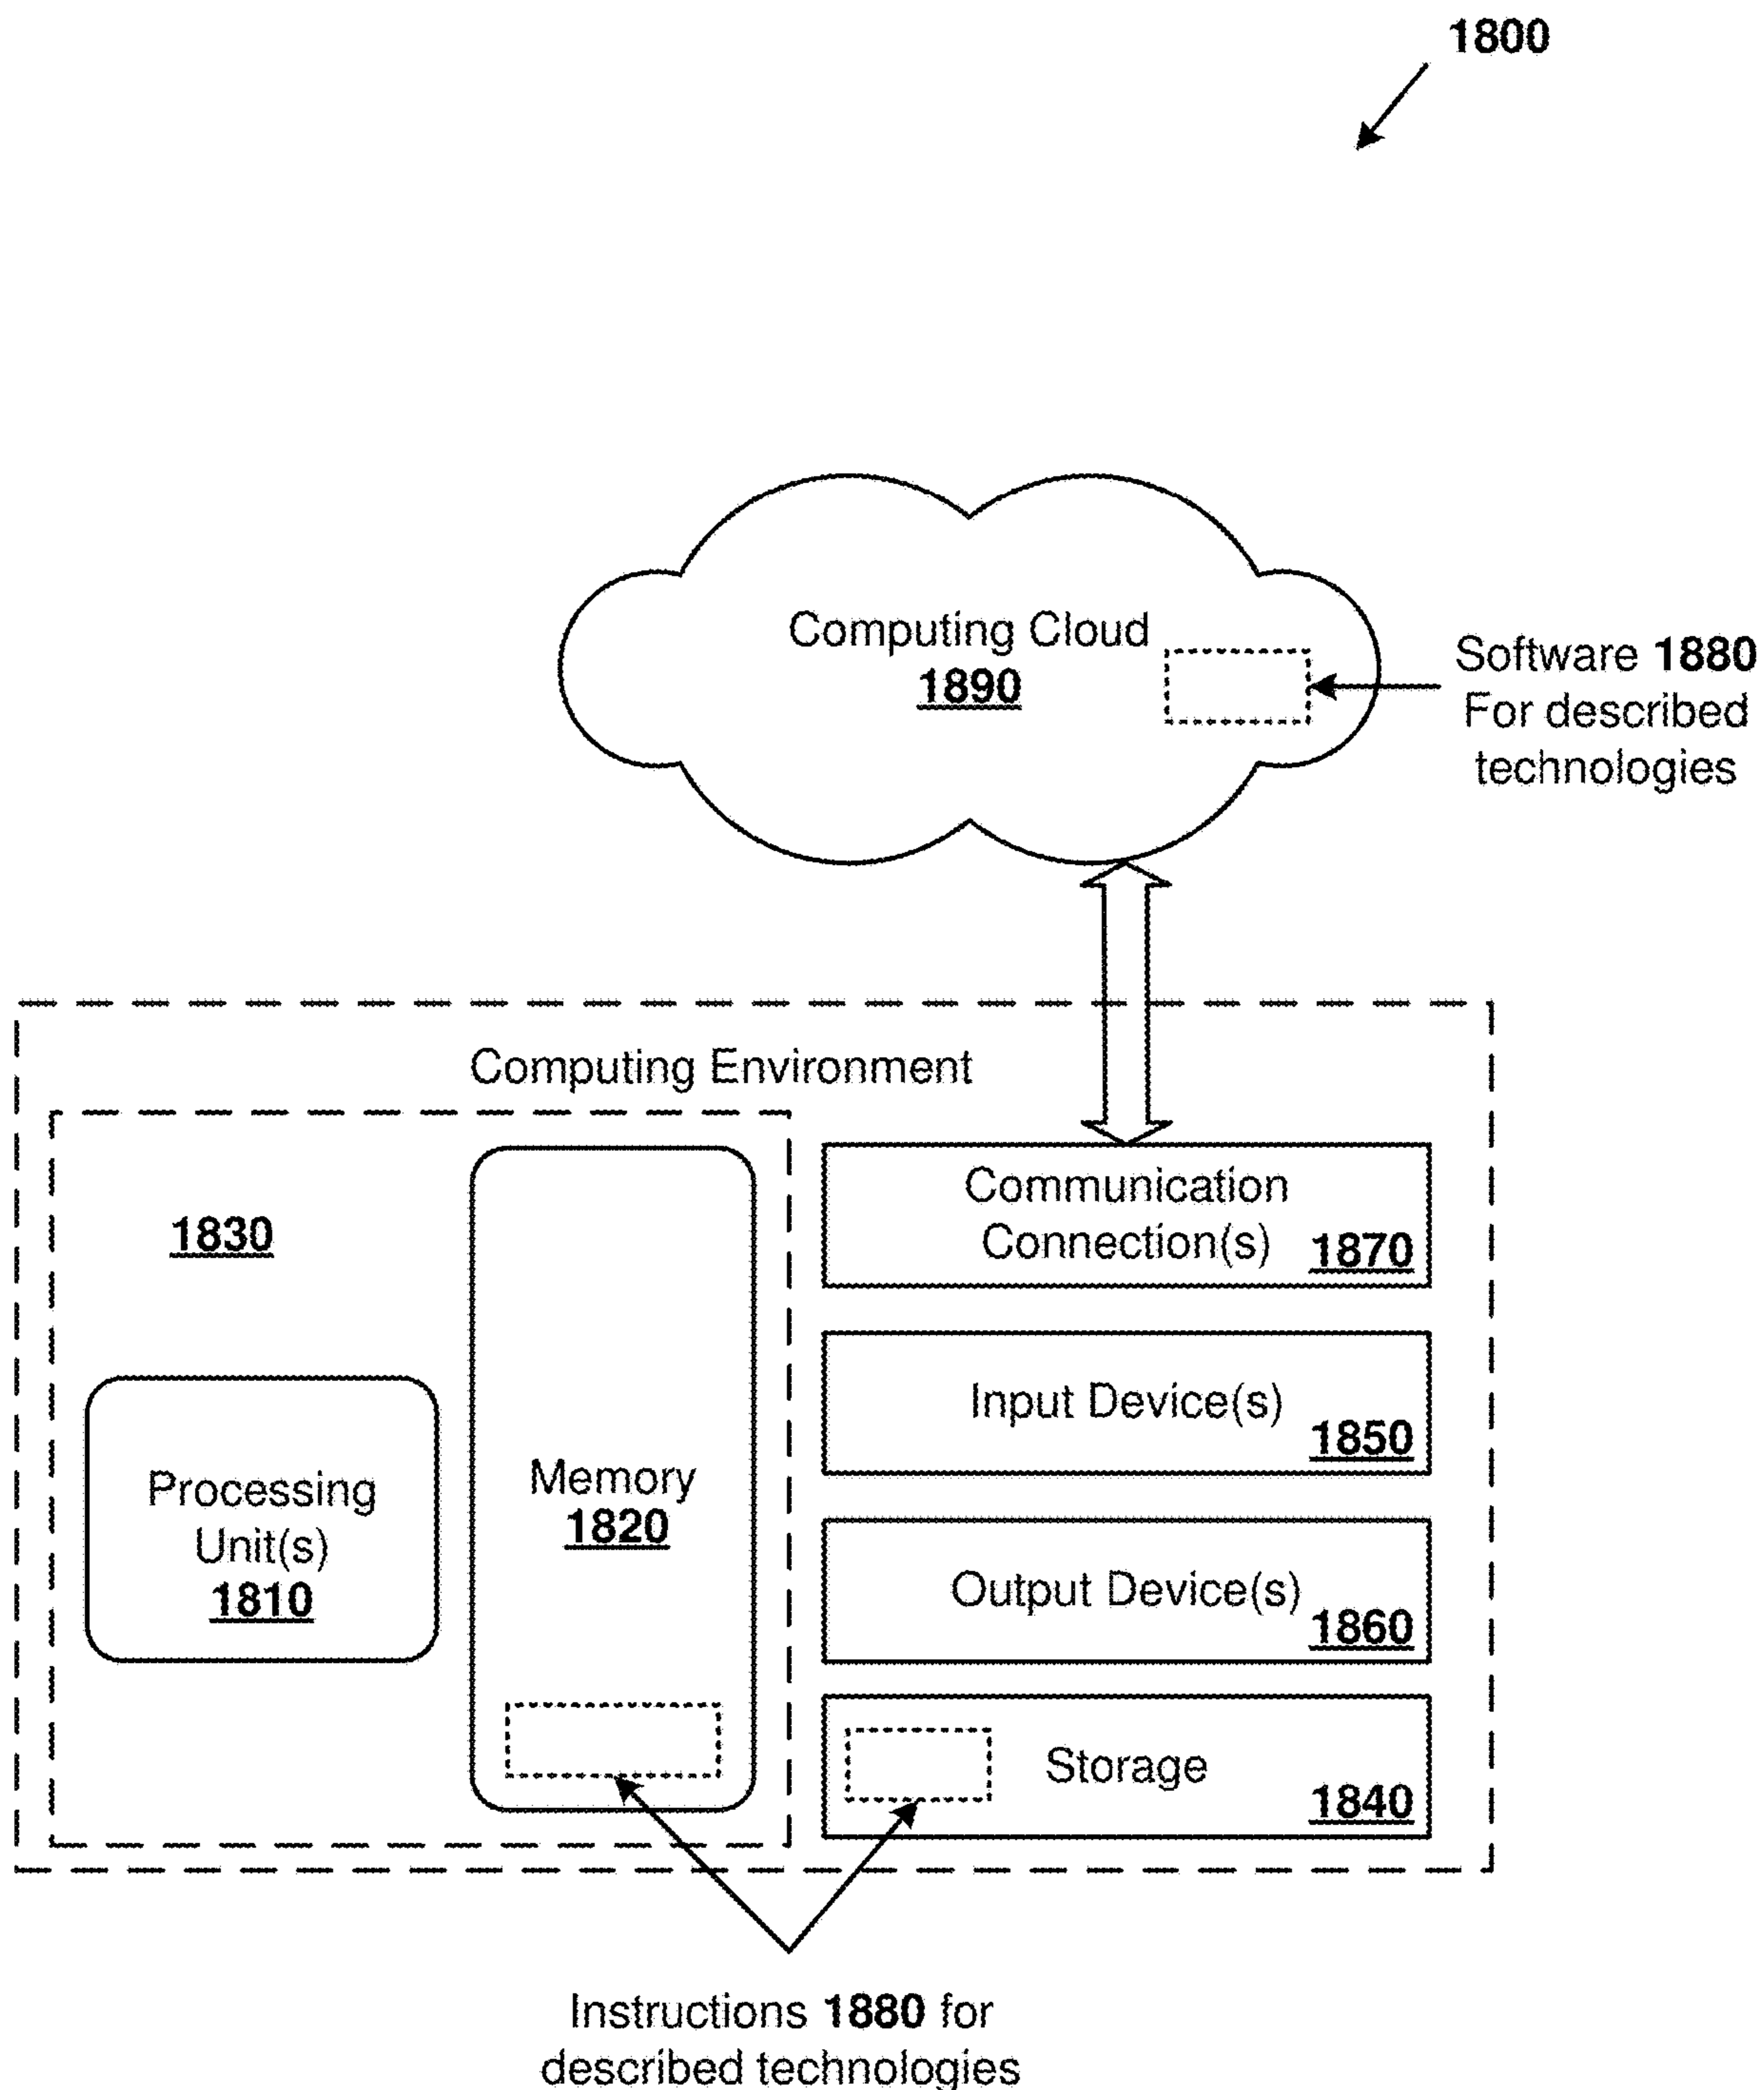 1800
Computing Cloud
1890
Software 1880
For described
technologies
Computing Environment
1830
Processing
Unit(s)
1810
Memory
1820
Communication
Connection(s)
1870
Input Device(s)
1850
Output Device(s)
1860
Storage
1840
Instructions 1880 for
described technologies